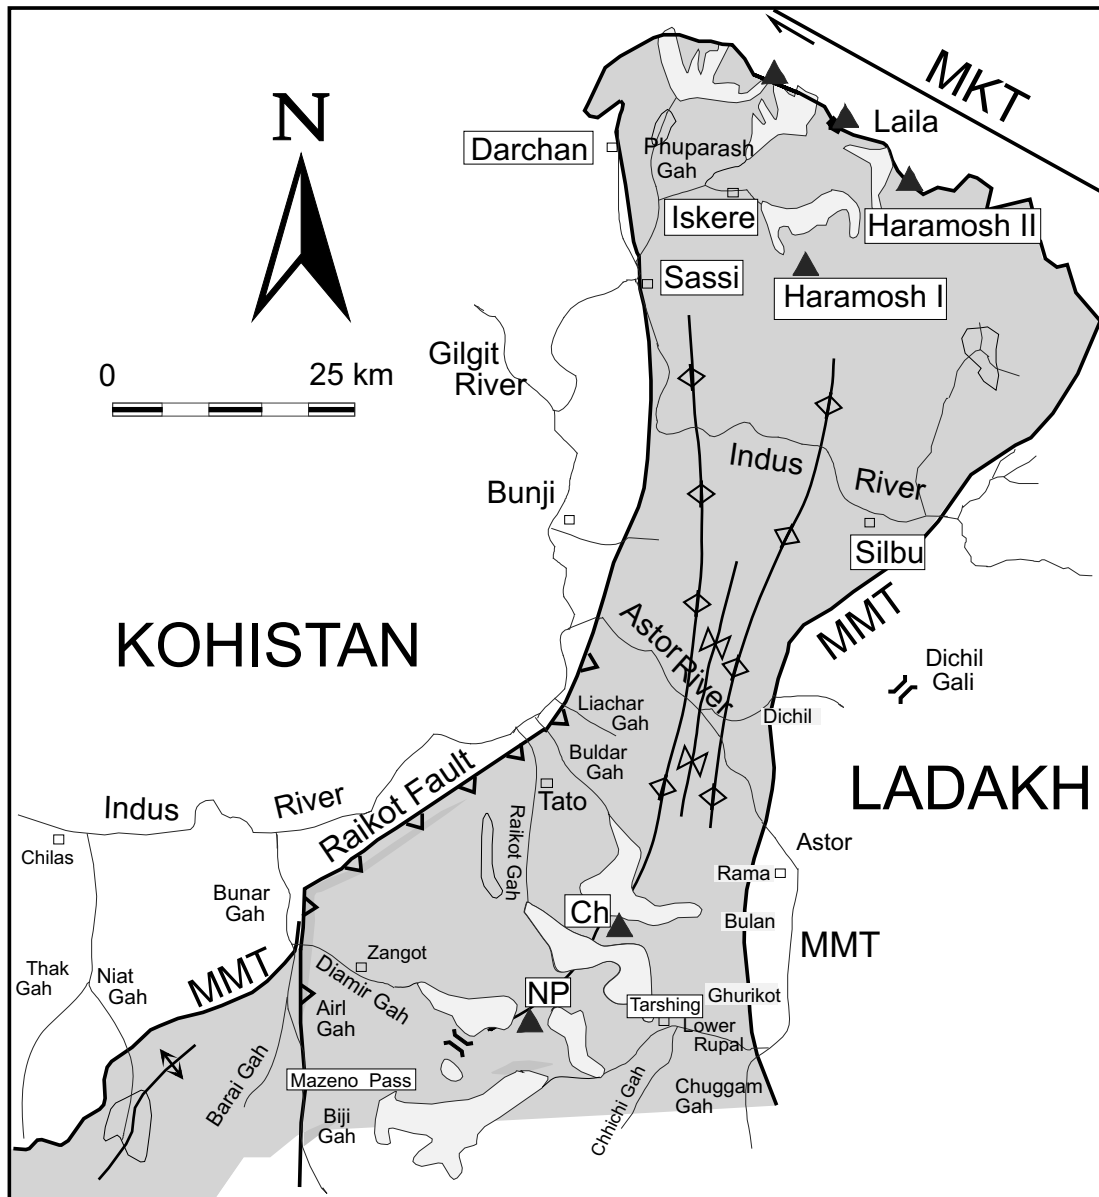 MKT
N
Laila
Darchan
Phuparash
Gah
Iskere
Haramosh II
Sassi
Haramosh I
Gilgit
River
0
25 km
Indus
River
Bunji
Silbu
MMT
KOHISTAN
Astor
River
Dichil
Gali
Liachar
Gah
Dichil
Buldar
Gah
LADAKH
Indus
River
Raikot Fault
Tato
Raikot Gah
Chilas
Astor
Rama
Bunar
Gah
Ch
Bulan
MMT
Zangot
Thak
Gah
Niat
Gah
MMT
Diamir Gah
NP
Ghurikot
Tarshing
Airl
Gah
Lower
Rupal
Barai Gah
Mazeno Pass
Chhichi Gah
Chuggam
Gah
Biji
Gah